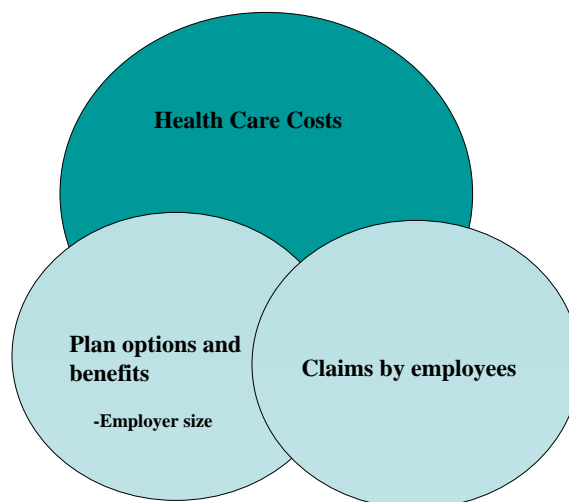 Health Care Costs
Plan options and
benefits
-Employer size
Claims by employees